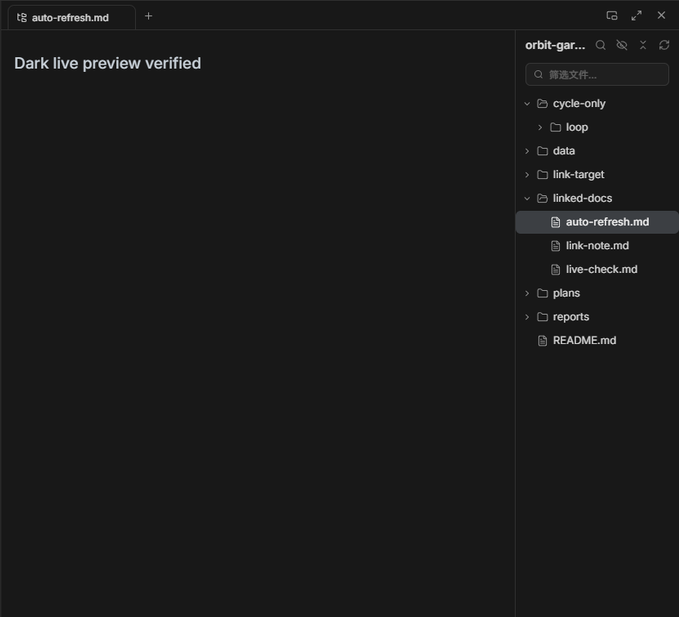 auto-refresh.md
orbit-gar...
Dark live preview verified
筛选文件...
cycle-only
loop
data
link-target
linked-docs
auto-refresh.md
link-note.md
live-check.md
plans
reports
README.md